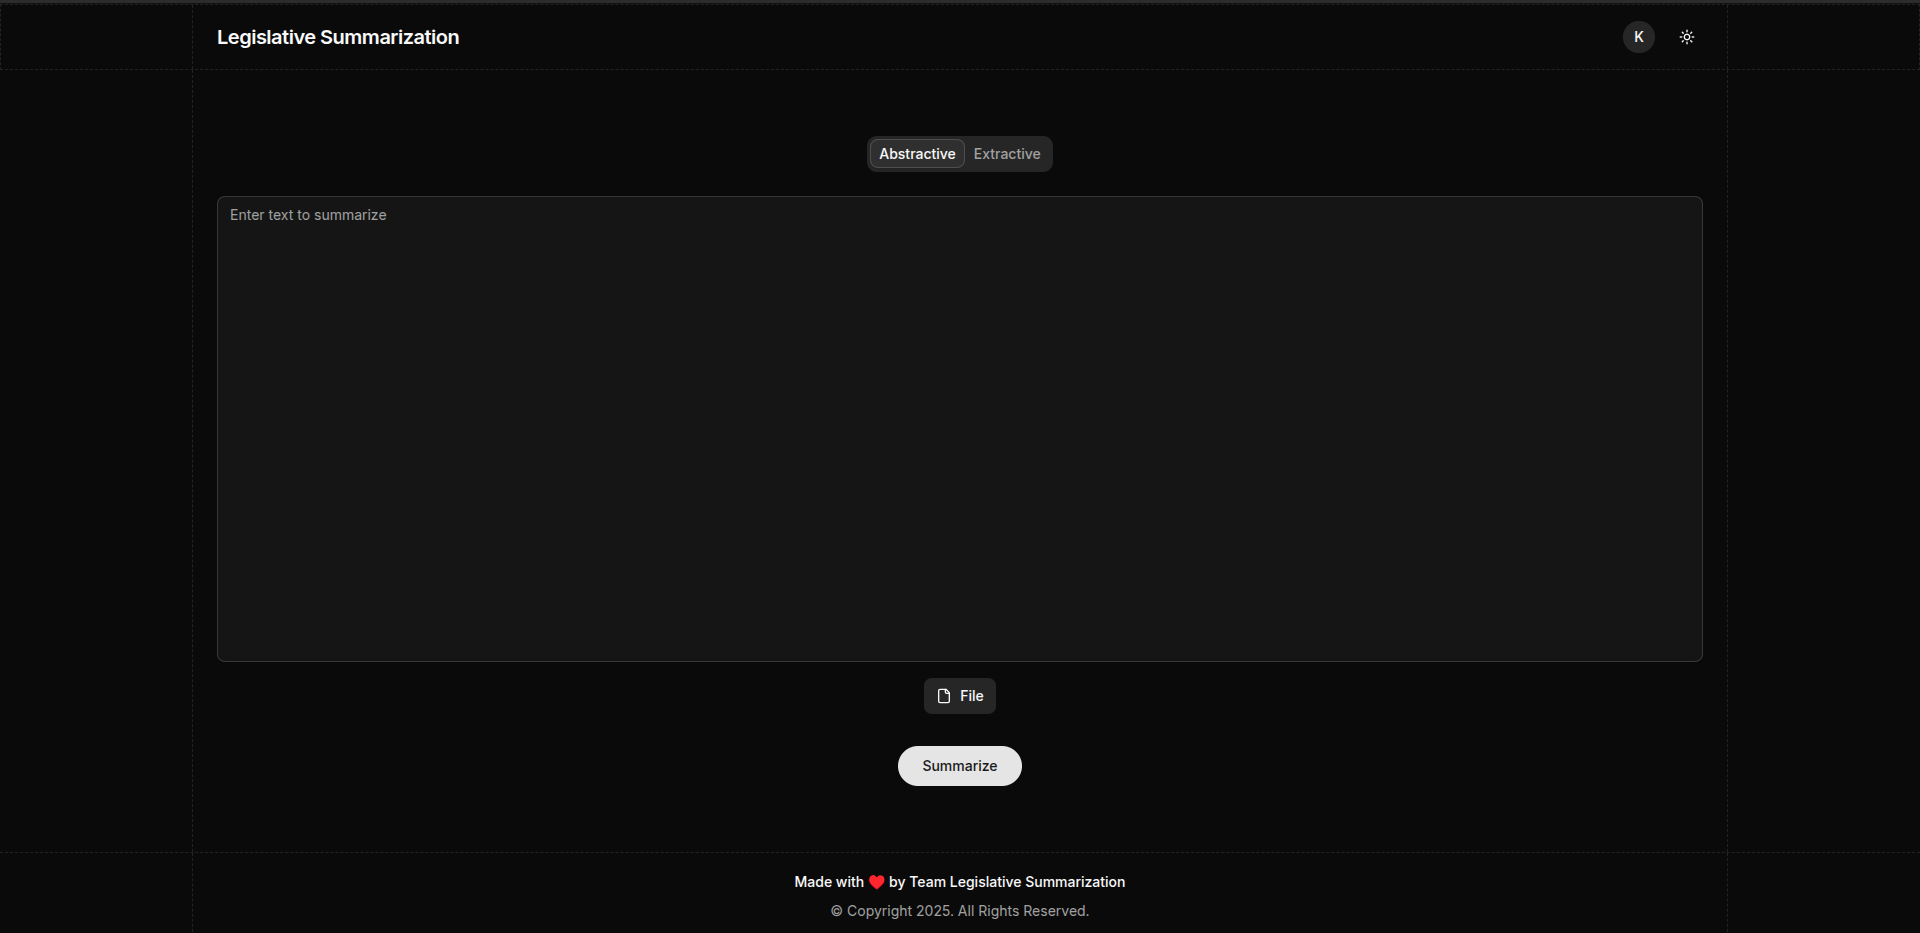 Legislative Summarization
K
Abstractive Extractive
Enter text to summarize
File
Summarize
Made with ❤️ by Team Legislative Summarization
© Copyright 2025. All Rights Reserved.